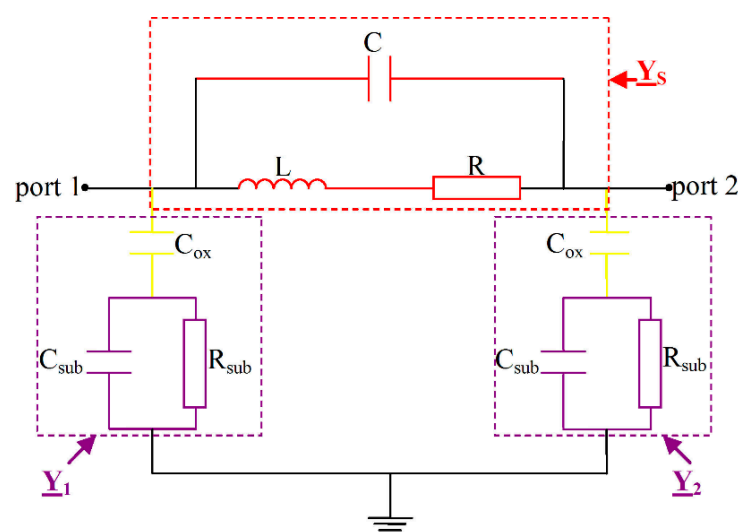 C
Y_S
L
R
port 1
port 2
C_ox
C_ox
C_sub
R_sub
C_sub
R_sub
Y_1
Y_2